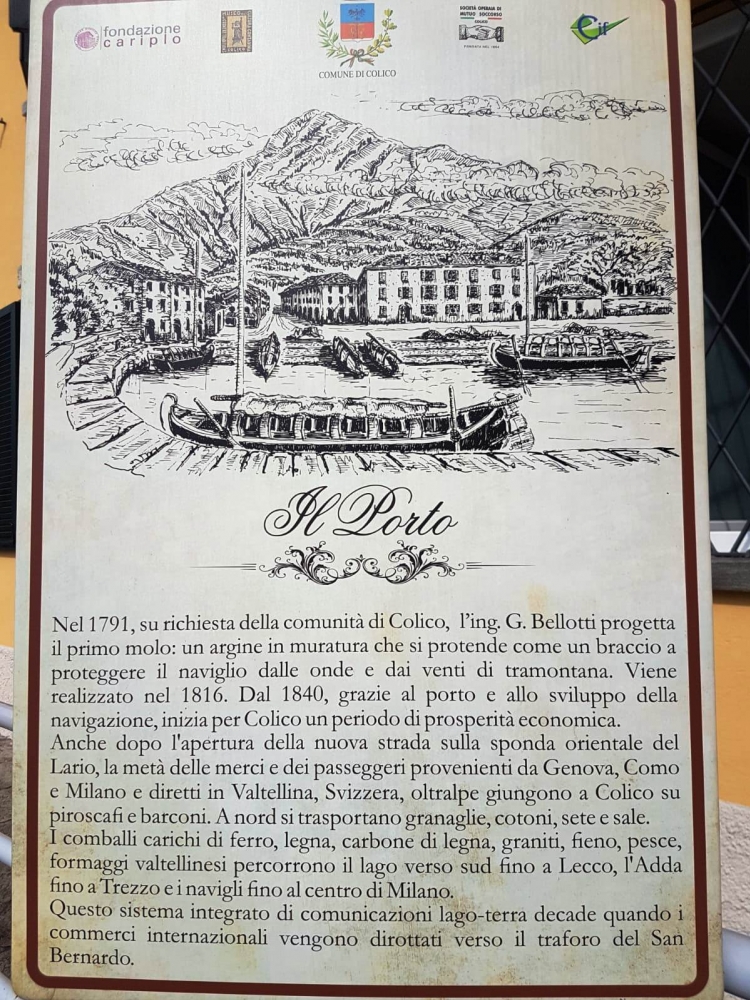 fondazione
cariplo
COMUNE DI COLICO
SOCIETÀ OPERAIA DI
MUTUO SOCCORSO
COLICO
Cif
Il Porto
Nel 1791, su richiesta della comunità di Colico, l'ing. G. Bellotti progetta
il primo molo: un argine in muratura che si protende come un braccio a
proteggere il naviglio dalle onde e dai venti di tramontana. Viene
realizzato nel 1816. Dal 1840, grazie al porto e allo sviluppo della
navigazione, inizia per Colico un periodo di prosperità economica.
Anche dopo l'apertura della nuova strada sulla sponda orientale del
Lario, la metà delle merci e dei passeggeri provenienti da Genova, Como
e Milano e diretti in Valtellina, Svizzera, oltralpe giungono a Colico su
piroscafi e barconi. A nord si trasportano granaglie, cotoni, sete e sale.
I comballi carichi di ferro, legna, carbone di legna, graniti, fieno, pesce,
formaggi valtellinesi percorrono il lago verso sud fino a Lecco, l'Adda
fino a Trezzo e i navigli fino al centro di Milano.
Questo sistema integrato di comunicazioni lago-terra decade quando i
commerci internazionali vengono dirottati verso il traforo del San
Bernardo.